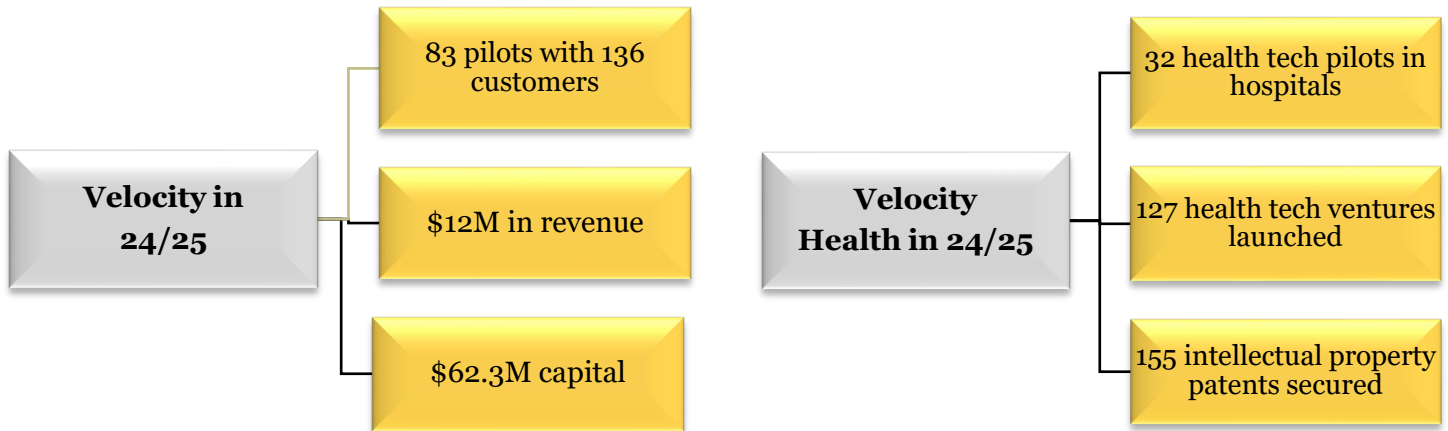 Velocity in
24/25
83 pilots with 136
customers
$12M in revenue
$62.3M capital
Velocity
Health in 24/25
32 health tech pilots in
hospitals
127 health tech ventures
launched
155 intellectual property
patents secured